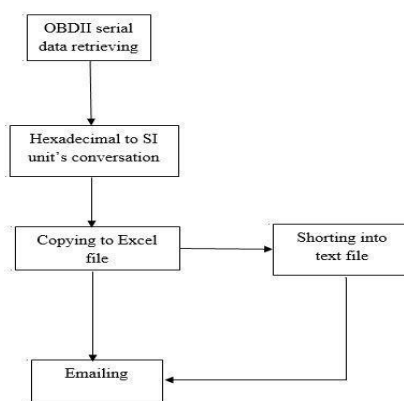 OBDII serial
data retrieving
Hexadecimal to SI
unit's conversation
Copying to Excel
file
Shorting into
text file
Emailing